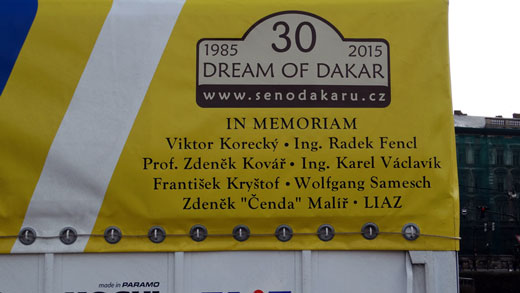 30
1985 2015
DREAM OF DAKAR
www.senodakaru.cz
IN MEMORIAM
Viktor Korecký • Ing. Radek Fencl
Prof. Zdeněk Kovář • Ing. Karel Václavík
František Kryštof • Wolfgang Samesch
Zdeněk "Čenda" Malíř • LIAZ
made in PARAMO